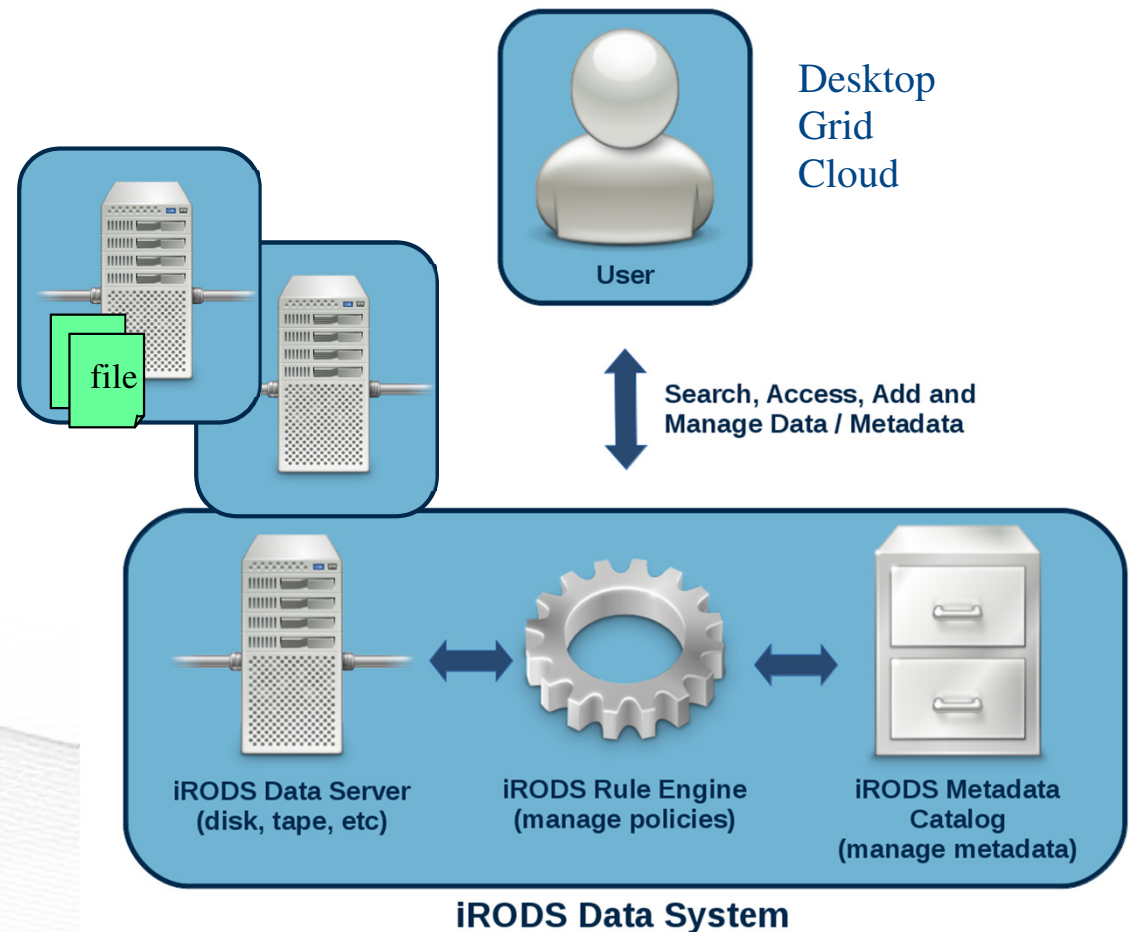 Desktop
Grid
Cloud
User
file
Search, Access, Add and
Manage Data / Metadata
iRODS Data Server
(disk, tape, etc)
iRODS Rule Engine
(manage policies)
iRODS Metadata
Catalog
(manage metadata)
iRODS Data System